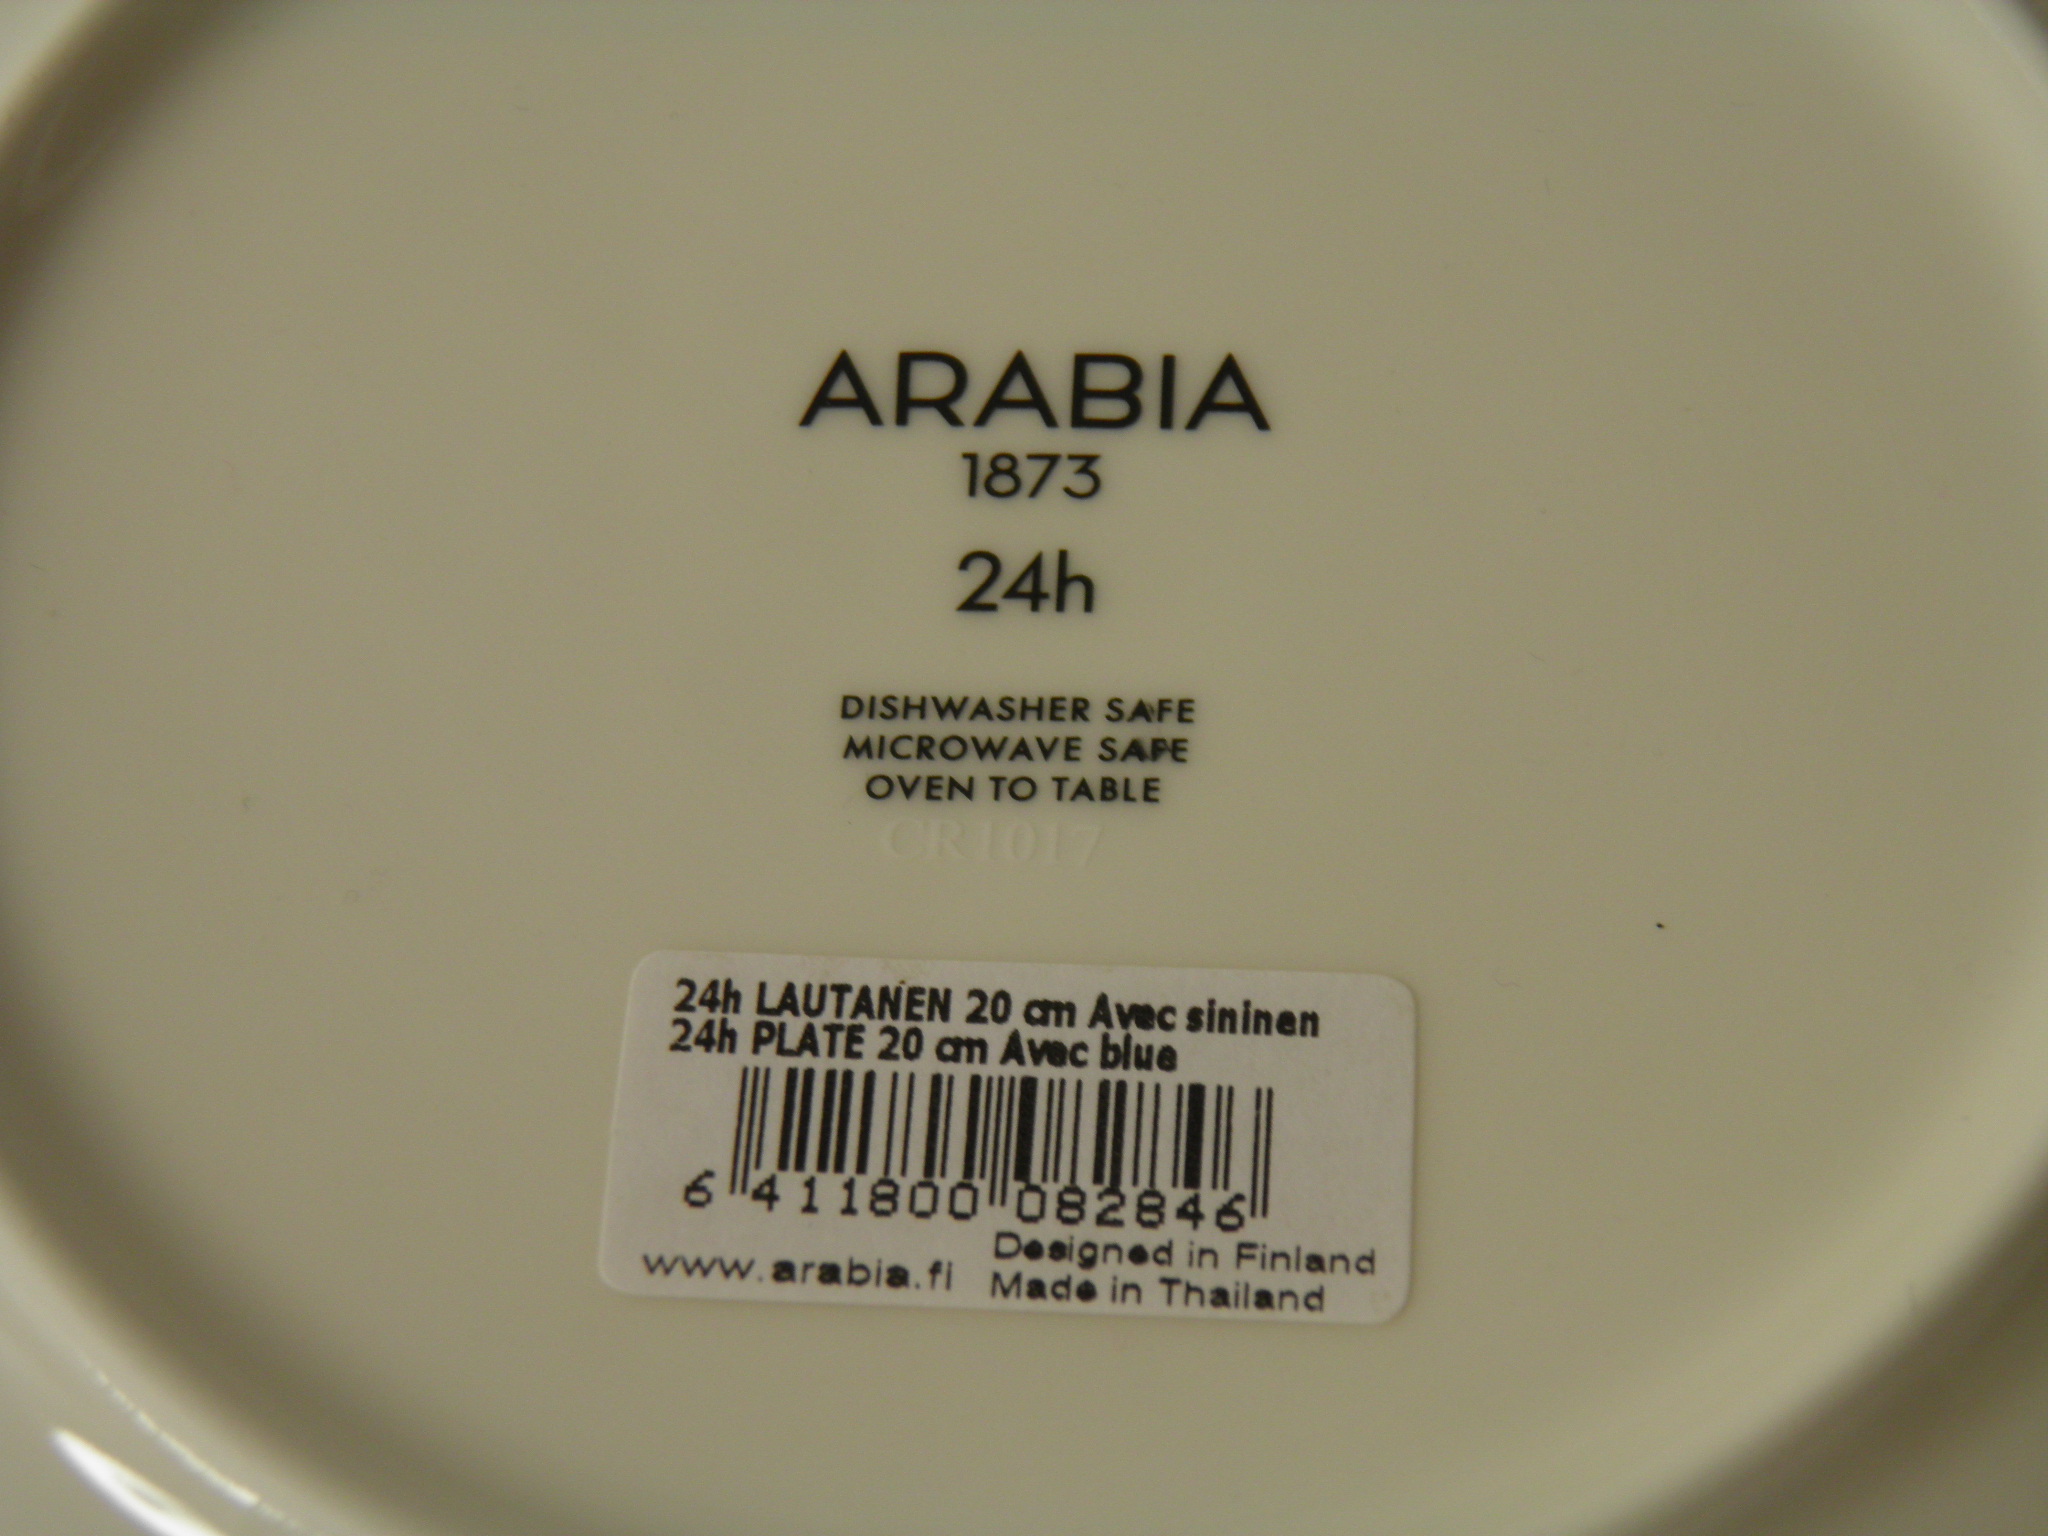 ARABIA
1873
24h
DISHWASHER SAFE
MICROWAVE SAFE
OVEN TO TABLE
CR1017
24h LAUTANEN 20 cm Avec sininen
24h PLATE 20 cm Avec blue
6 411800 082846
www.arabia.fi
Designed in Finland
Made in Thailand